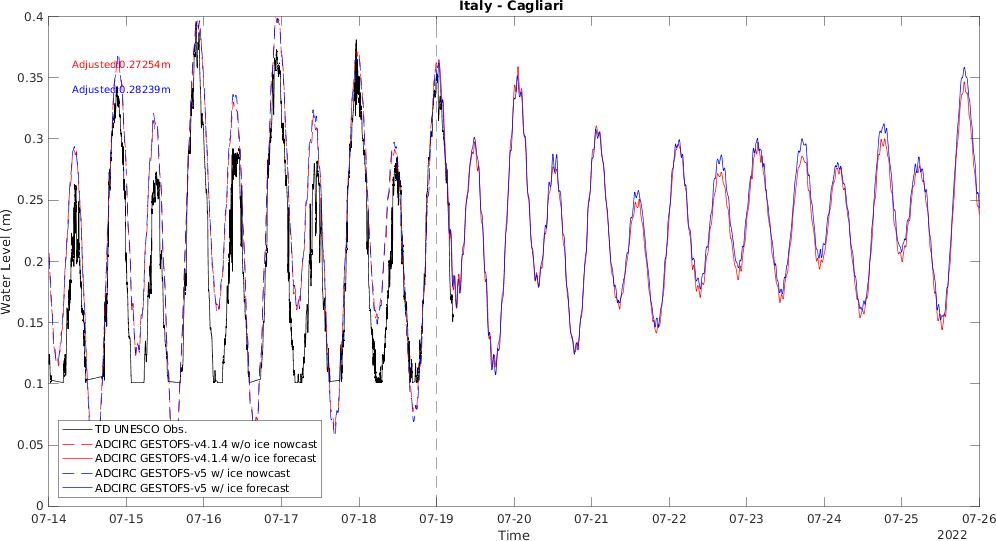 Italy - Cagliari
0.4
0.35
0.3
0.25
0.2
0.15
0.1
0.05
0
Water Level (m)
Adjusted 0.27254m
Adjusted 0.28239m
TD UNESCO Obs.
ADCIRC GESTOFS-v4.1.4 w/o ice nowcast
ADCIRC GESTOFS-v4.1.4 w/o ice forecast
ADCIRC GESTOFS-v5 w/ ice nowcast
ADCIRC GESTOFS-v5 w/ ice forecast
07-14 07-15 07-16 07-17 07-18 07-19 07-20 07-21 07-22 07-23 07-24 07-25 07-26
Time
2022